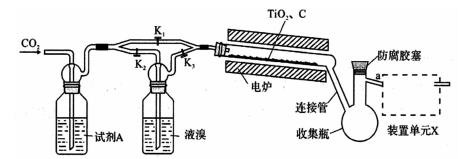 TiO₂、C
防腐胶塞
CO₂
K₁
K₂
K₃
a
电炉
连接管
试剂A
液溴
收集瓶
装置单元X